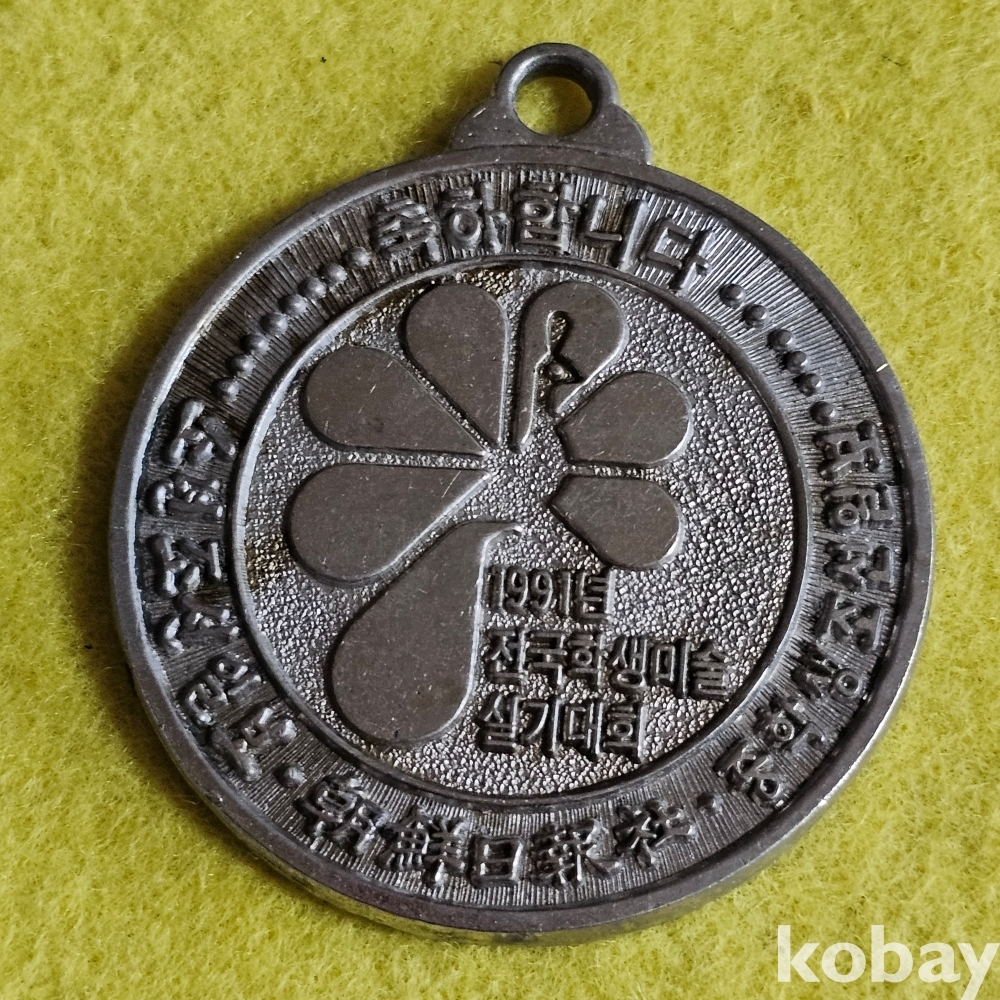 축하합니다
소년조선일보·朝鮮日報社·중학생조선일보
1991년
전국학생미술
실기대회
kobay